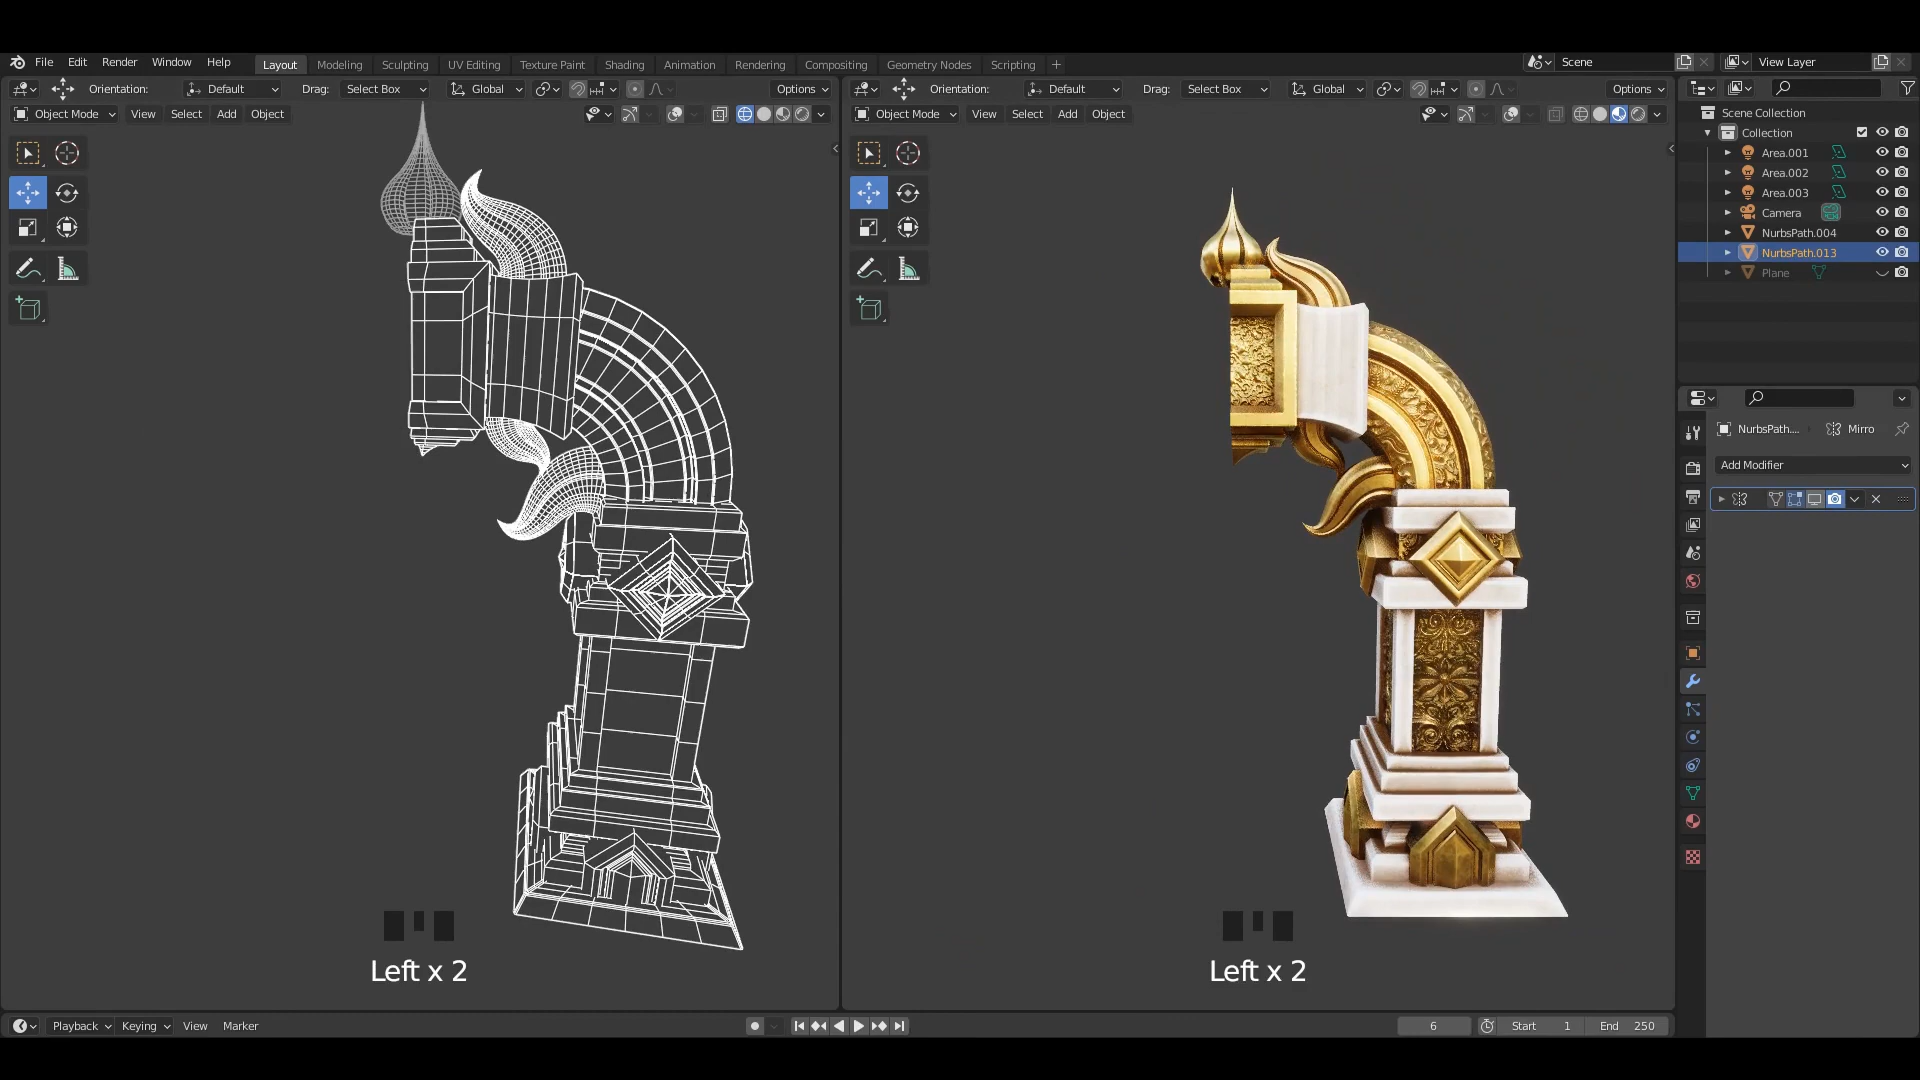 File Edit Render Window Help Layout Modeling Sculpting UV Editing Texture Paint Shading Animation Rendering Compositing Geometry Nodes Scripting + Scene View Layer
Orientation: Default Drag: Select Box Global Options
Object Mode View Select Add Object
Orientation: Default Drag: Select Box Global Options
Object Mode View Select Add Object
Scene Collection
Collection
Area.001
Area.002
Area.003
Camera
NurbsPath.004
NurbsPath.013
Plane
NurbsPath.... Mirro
Add Modifier
Left x 2
Left x 2
Playback Keying View Marker 6 Start 1 End 250